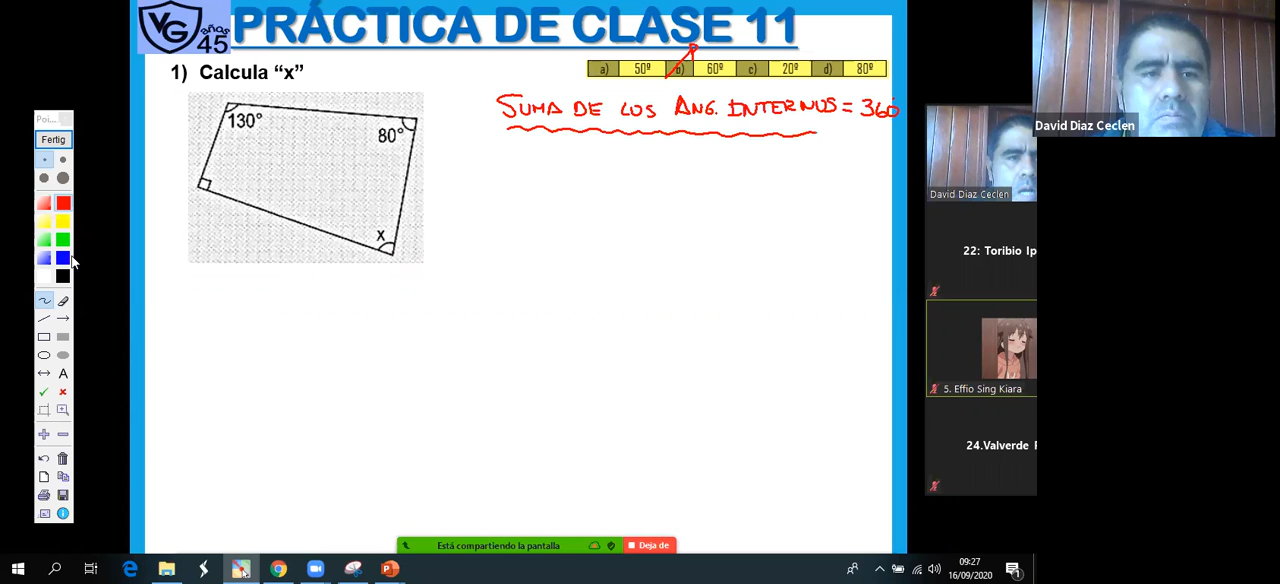 VG años 45
PRÁCTICA DE CLASE 11
1) Calcula “x”
a) 50º b) 60º c) 20º d) 80º
SUMA DE LOS ANG. INTERNOS = 360
130°
80°
x
Fertig
A
David Diaz Ceclen
David Diaz Ceclen
22: Toribio Ip
5. Effio Sing Kiara
24.Valverde
Está compartiendo la pantalla
Deja de
09:27
16/09/2020